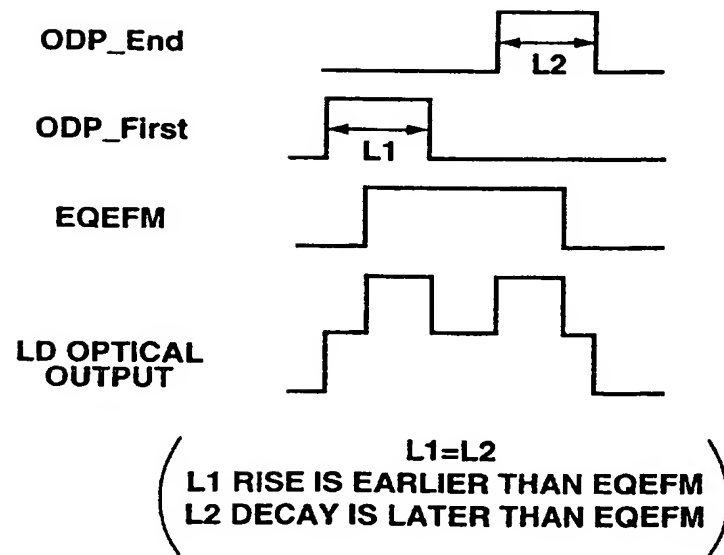 ODP_End
L2
ODP_First
L1
EQEFM
LD OPTICAL
OUTPUT
L1=L2
L1 RISE IS EARLIER THAN EQEFM
L2 DECAY IS LATER THAN EQEFM